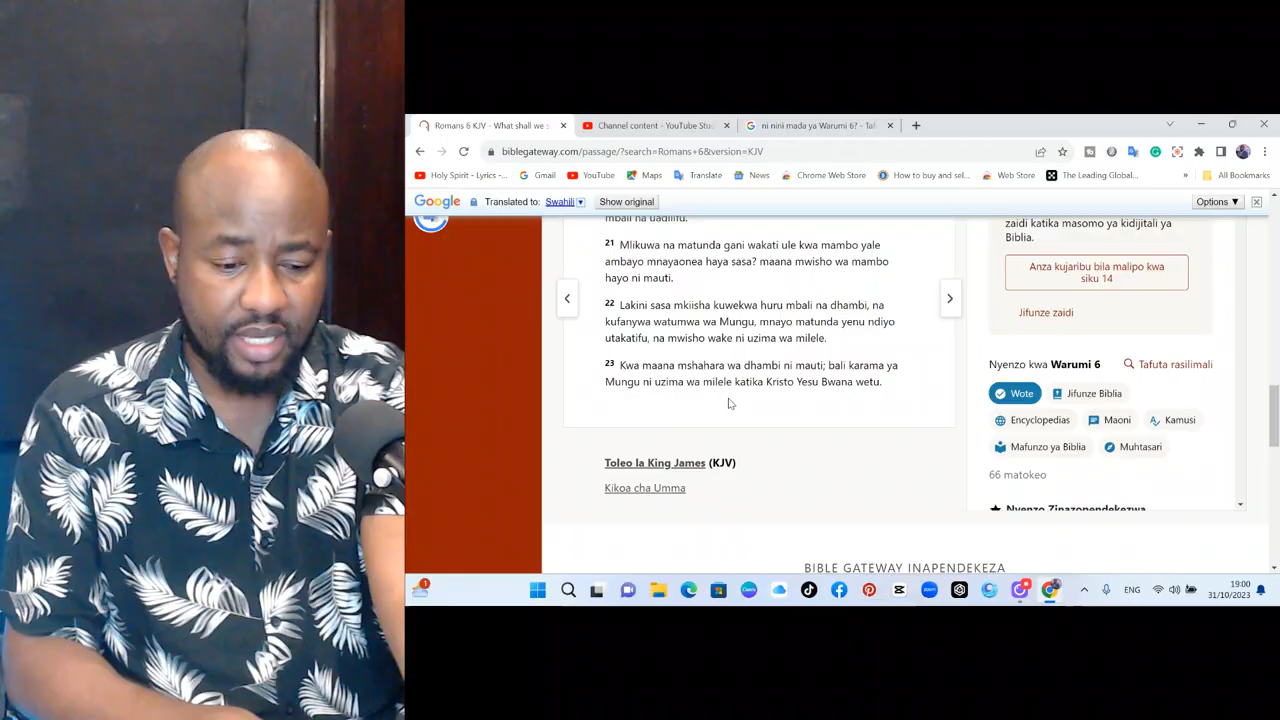 Romans 6 KJV - What shall we s
Channel content - YouTube Stu
ni nini mada ya Warumi 6? - Taf
biblegateway.com/passage/?search=Romans+6&version=KJV
Holy Spirit - Lyrics -...
Gmail
YouTube
Maps
Translate
News
Chrome Web Store
How to buy and sel...
Web Store
The Leading Global...
»
All Bookmarks
Google
Translated to: Swahili
Show original
Options ▼
mbali na uadilifu.
21 Mlikuwa na matunda gani wakati ule kwa mambo yale
ambayo mnayaonea haya sasa? maana mwisho wa mambo
hayo ni mauti.
22 Lakini sasa mkiisha kuwekwa huru mbali na dhambi, na
kufanywa watumwa wa Mungu, mnayo matunda yenu ndiyo
utakatifu, na mwisho wake ni uzima wa milele.
23 Kwa maana mshahara wa dhambi ni mauti; bali karama ya
Mungu ni uzima wa milele katika Kristo Yesu Bwana wetu.
Toleo la King James (KJV)
Kikoa cha Umma
zaidi katika masomo ya kidijitali ya
Biblia.
Anza kujaribu bila malipo kwa
siku 14
Jifunze zaidi
Nyenzo kwa Warumi 6
Tafuta rasilimali
Wote
Jifunze Biblia
Encyclopedias
Maoni
Kamusi
Mafunzo ya Biblia
Muhtasari
66 matokeo
Nyenzo Zinazopendekezwa
BIBLE GATEWAY INAPENDEKEZA
1
zoom
ENG
19:00
31/10/2023